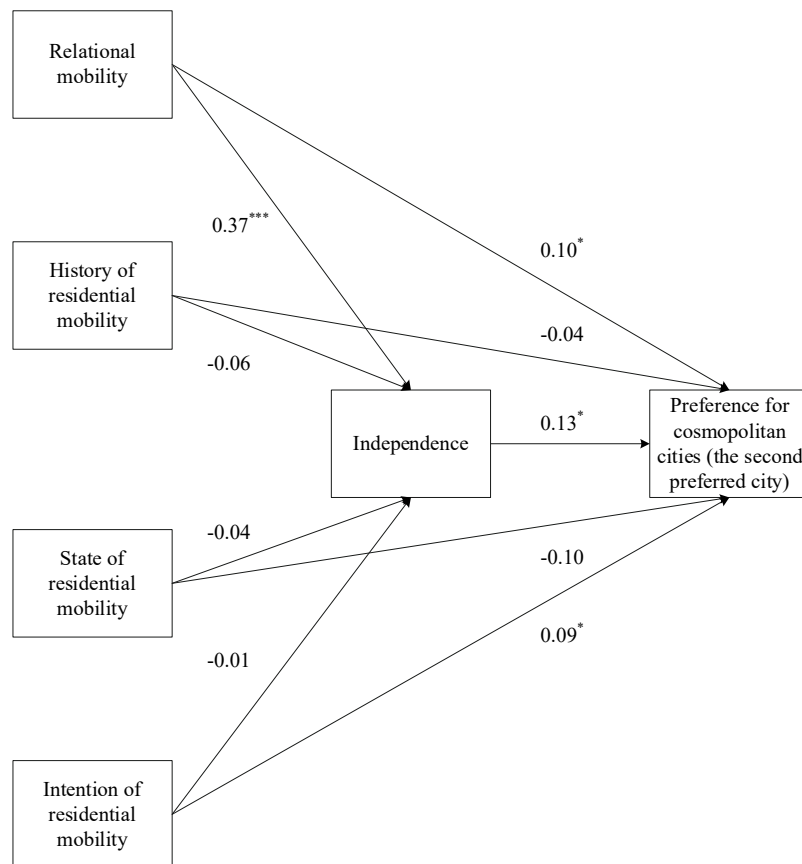 Relational
mobility
0.37***
0.10*
History of
residential
mobility
-0.04
-0.06
Independence
0.13*
Preference for
cosmopolitan
cities (the second
preferred city)
State of
residential
mobility
-0.04
-0.10
0.09*
-0.01
Intention of
residential
mobility